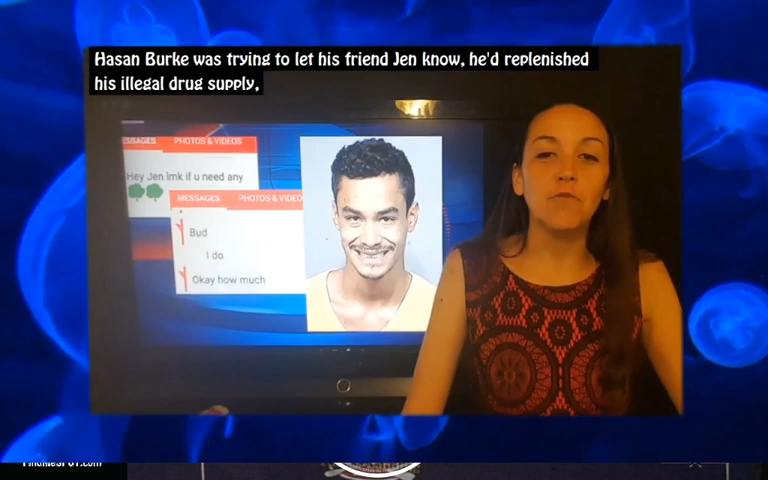 Hasan Burke was trying to let his friend Jen know, he'd replenished
his illegal drug supply,
ESSAGES PHOTOS & VIDEOS
Hey Jen lmk if u need any
MESSAGES PHOTOS & VIDEO
Bud
I do
Okay how much